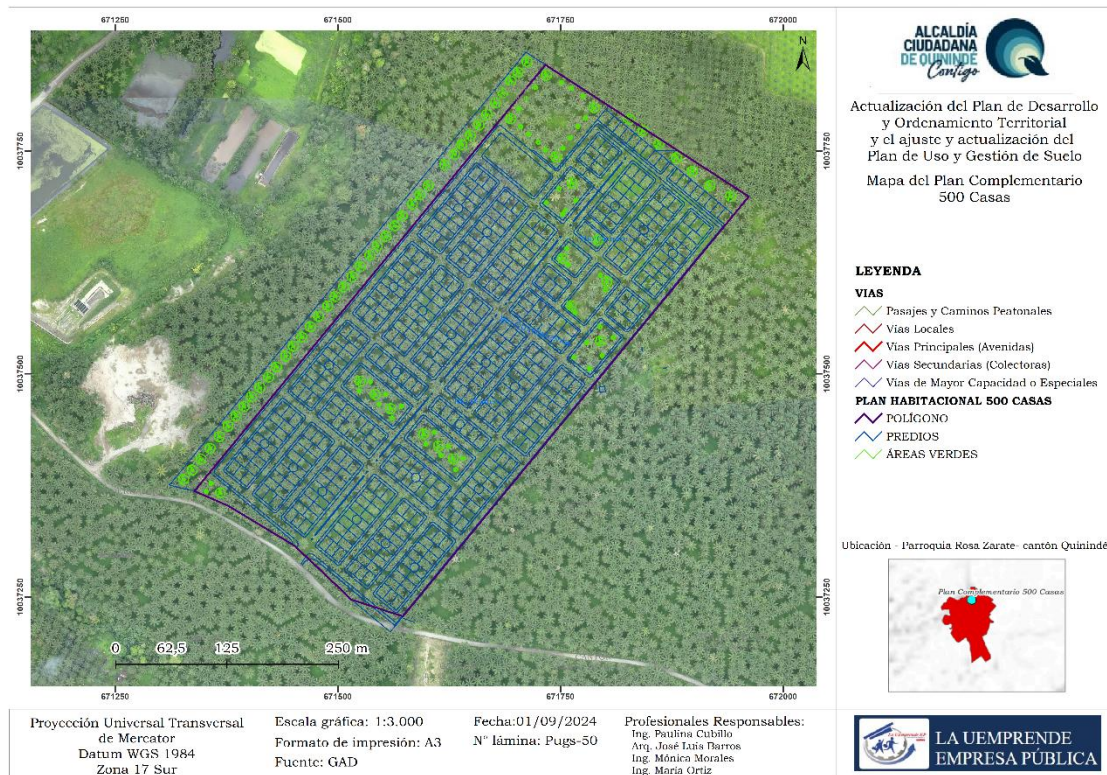 671250
671500
671750
672000
N
10037750
10037500
10037250
10037750
10037500
10037250
0 62,5 125 250 m
671250
671500
671750
672000
ALCALDÍA
CIUDADANA
DE QUININDE
Contigo
Actualización del Plan de Desarrollo
y Ordenamiento Territorial
y el ajuste y actualización del
Plan de Uso y Gestión de Suelo
Mapa del Plan Complementario
500 Casas
LEYENDA
VIAS
Pasajes y Caminos Peatonales
Vías Locales
Vías Principales (Avenidas)
Vías Secundarias (Colectoras)
Vías de Mayor Capacidad o Especiales
PLAN HABITACIONAL 500 CASAS
POLÍGONO
PREDIOS
ÁREAS VERDES
Ubicación - Parroquia Rosa Zarate- cantón Quinindé
Plan Complementario 500 Casas
Proyección Universal Transversal
de Mercator
Datum WGS 1984
Zona 17 Sur
Escala gráfica: 1:3.000
Formato de impresión: A3
Fuente: GAD
Fecha:01/09/2024
N° lámina: Pugs-50
Profesionales Responsables:
Ing. Paulina Cubillo
Arq. José Luis Barros
Ing. Mónica Morales
Ing. María Ortiz
LA UEMPRENDE
EMPRESA PÚBLICA